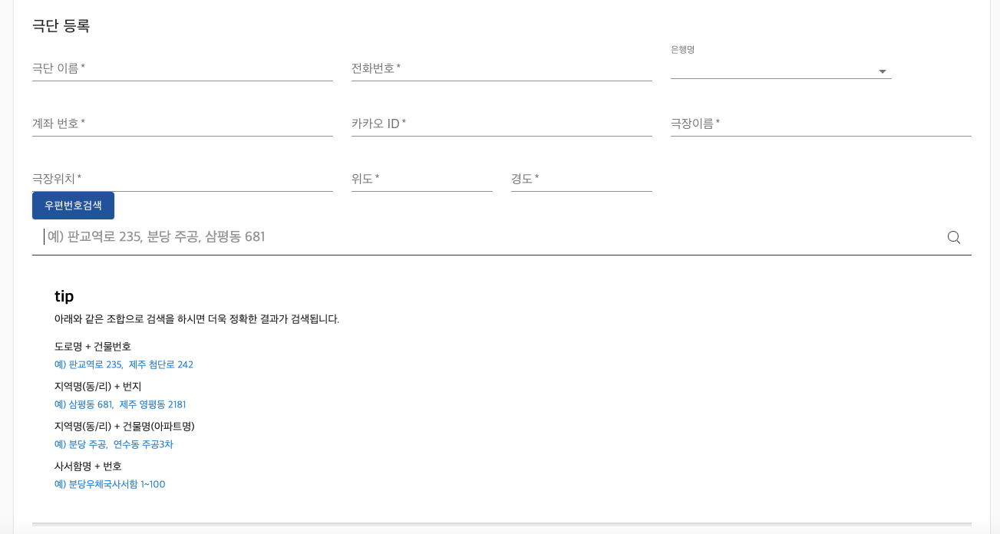 극단 등록
극단 이름 *
전화번호 *
은행명
계좌 번호 *
카카오 ID *
극장이름 *
극장위치 *
위도 *
경도 *
우편번호검색
예) 판교역로 235, 분당 주공, 삼평동 681
tip
아래와 같은 조합으로 검색을 하시면 더욱 정확한 결과가 검색됩니다.
도로명 + 건물번호
예) 판교역로 235, 제주 첨단로 242
지역명(동/리) + 번지
예) 삼평동 681, 제주 영평동 2181
지역명(동/리) + 건물명(아파트명)
예) 분당 주공, 연수동 주공3차
사서함명 + 번호
예) 분당우체국사서함 1~100